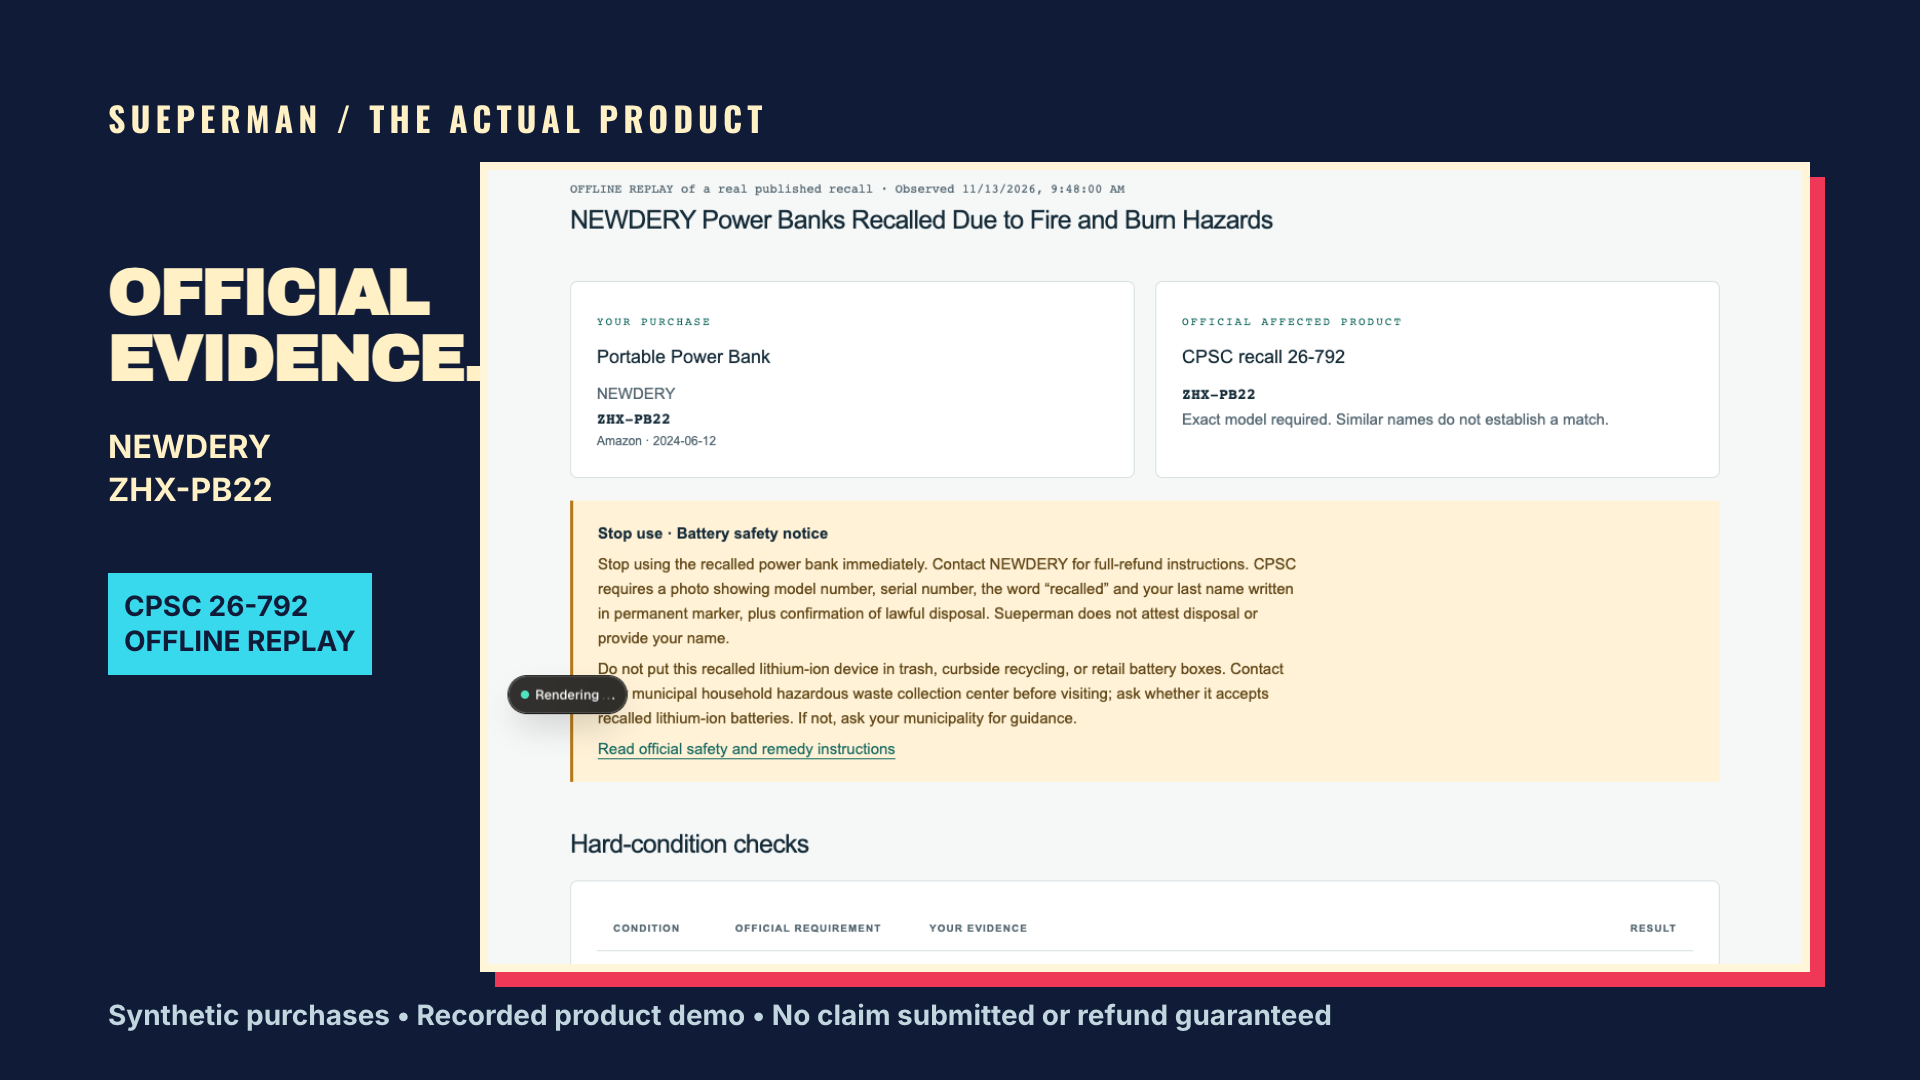 SUEPERMAN / THE ACTUAL PRODUCT
OFFICIAL
EVIDENCE.
NEWDERY
ZHX-PB22
CPSC 26-792
OFFLINE REPLAY
OFFLINE REPLAY of a real published recall · Observed 11/13/2026, 9:48:00 AM
NEWDERY Power Banks Recalled Due to Fire and Burn Hazards
YOUR PURCHASE
Portable Power Bank
NEWDERY
ZHX-PB22
Amazon · 2024-06-12
OFFICIAL AFFECTED PRODUCT
CPSC recall 26-792
ZHX-PB22
Exact model required. Similar names do not establish a match.
Stop use · Battery safety notice
Stop using the recalled power bank immediately. Contact NEWDERY for full-refund instructions. CPSC
requires a photo showing model number, serial number, the word “recalled” and your last name written
in permanent marker, plus confirmation of lawful disposal. Sueperman does not attest disposal or
provide your name.
Do not put this recalled lithium-ion device in trash, curbside recycling, or retail battery boxes. Contact
municipal household hazardous waste collection center before visiting; ask whether it accepts
recalled lithium-ion batteries. If not, ask your municipality for guidance.
Read official safety and remedy instructions
Rendering ...
Hard-condition checks
CONDITION OFFICIAL REQUIREMENT YOUR EVIDENCE RESULT
Synthetic purchases • Recorded product demo • No claim submitted or refund guaranteed